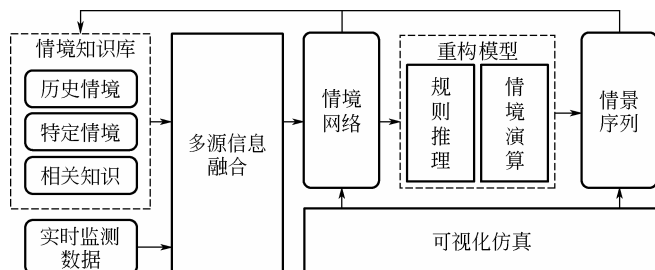 情境知识库
历史情境
特定情境
相关知识
实时监测
数据
多源信息
融合
情境
网络
重构模型
规则推理
情境演算
情景
序列
可视化仿真